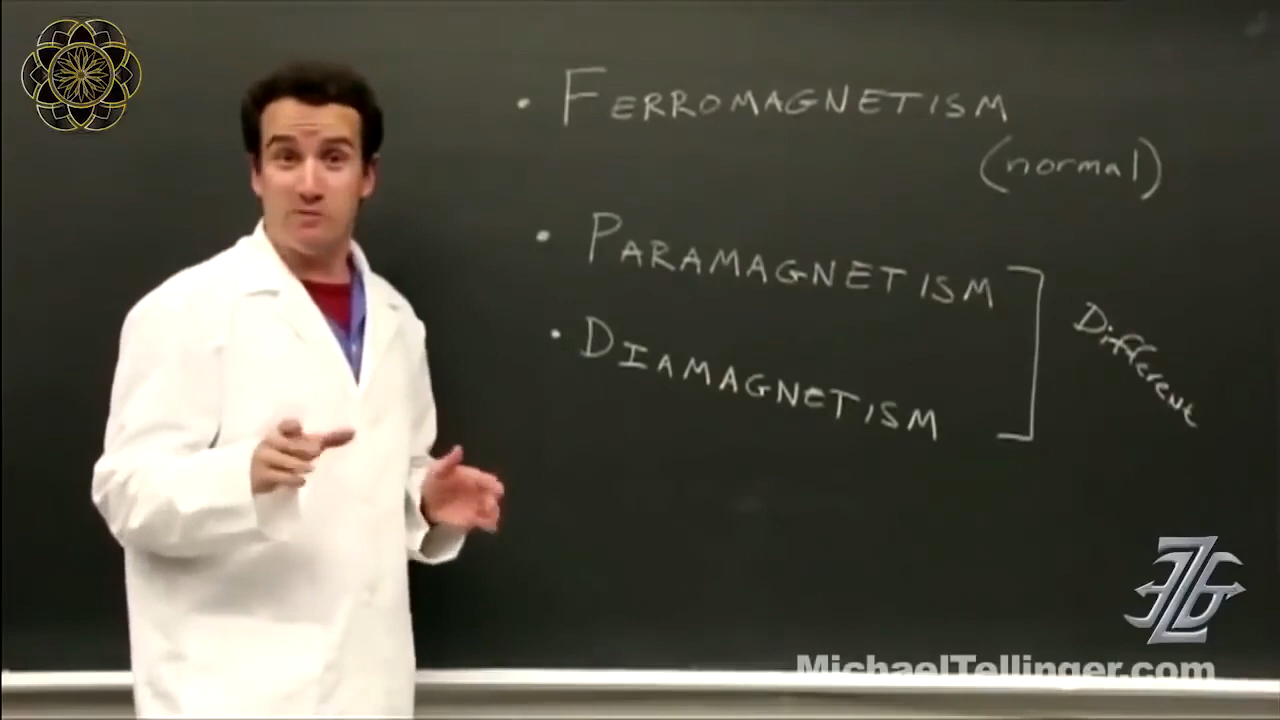 • FERROMAGNETISM
(normal)
• PARAMAGNETISM
• DIAMAGNETISM
Different
MichaelTellinger.com